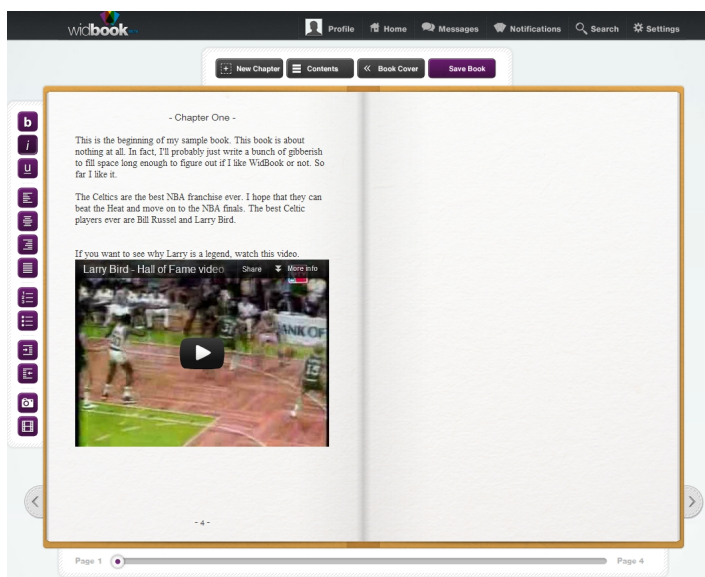 widbook
Profile
Home
Messages
Notifications
Search
Settings
New Chapter
Contents
Book Cover
Save Book
b
i
u
- Chapter One -
This is the beginning of my sample book. This book is about
nothing at all. In fact, I'll probably just write a bunch of gibberish
to fill space long enough to figure out if I like WidBook or not. So
far I like it.
The Celtics are the best NBA franchise ever. I hope that they can
beat the Heat and move on to the NBA finals. The best Celtic
players ever are Bill Russel and Larry Bird.
If you want to see why Larry is a legend, watch this video.
Larry Bird - Hall of Fame video
Share
More info
BANK OF
- 4 -
Page 1
Page 4